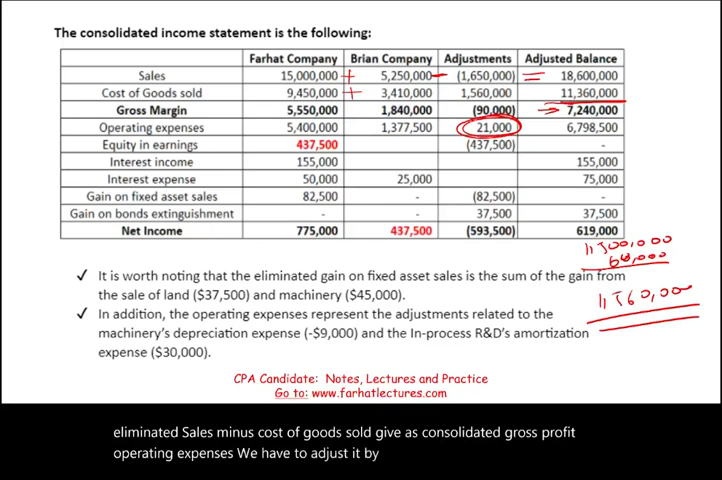 The consolidated income statement is the following:
Farhat Company Brian Company Adjustments Adjusted Balance
Sales 15,000,000 + 5,250,000 - (1,650,000) = 18,600,000
Cost of Goods sold 9,450,000 + 3,410,000 1,560,000 11,360,000
Gross Margin 5,550,000 1,840,000 (90,000) 7,240,000
Operating expenses 5,400,000 1,377,500 21,000 6,798,500
Equity in earnings 437,500 (437,500) -
Interest income 155,000 155,000
Interest expense 50,000 25,000 75,000
Gain on fixed asset sales 82,500 - (82,500) -
Gain on bonds extinguishment - - 37,500 37,500
Net Income 775,000 437,500 (593,500) 619,000
11,500,000
60,000
11,560,000
✓ It is worth noting that the eliminated gain on fixed asset sales is the sum of the gain from
the sale of land ($37,500) and machinery ($45,000).
✓ In addition, the operating expenses represent the adjustments related to the
machinery's depreciation expense (-$9,000) and the In-process R&D's amortization
expense ($30,000).
CPA Candidate: Notes, Lectures and Practice
Go to: www.farhatlectures.com
eliminated Sales minus cost of goods sold give as consolidated gross profit
operating expenses We have to adjust it by